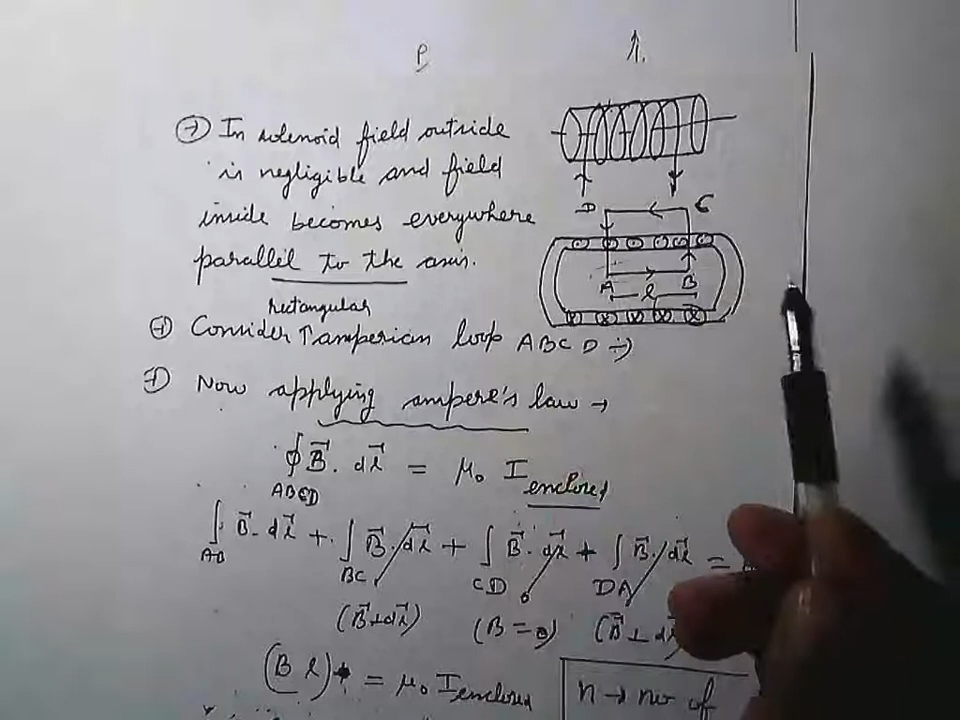 → In solenoid field outside
is negligible and field
inside becomes everywhere
parallel to the axis.
D C
A l B
rectangular
→ Consider amperian loop ABCD →
→ Now applying ampere's law →
∮ B⃗. dl⃗ = μ₀ I enclosed
ABCD
∫ B⃗. dl⃗ + ∫ B⃗. dl⃗ + ∫ B⃗. dl⃗ + ∫ B⃗. dl⃗ =
AB BC CD DA
0
(B⃗⊥dl⃗) (B=0) (B⃗⊥dl⃗)
(B l) = μ₀ I enclosed
n → no of